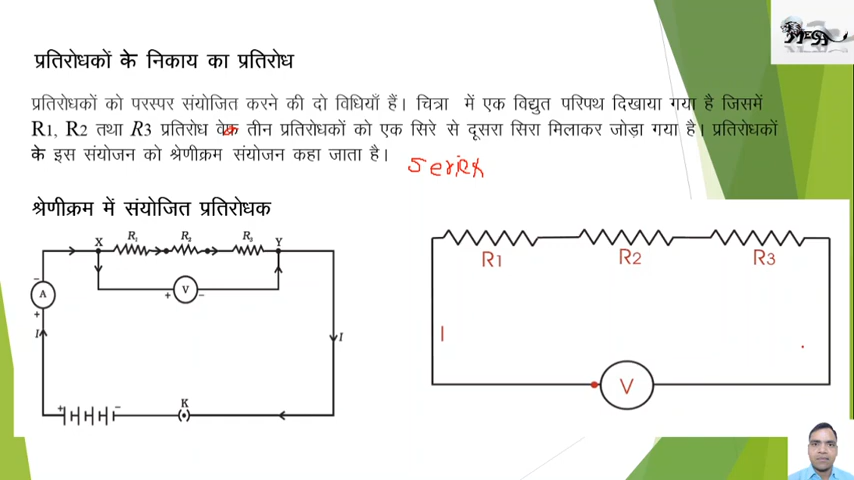 MEGA
प्रतिरोधकों के निकाय का प्रतिरोध
प्रतिरोधकों को परस्पर संयोजित करने की दो विधियाँ हैं। चित्रा में एक विद्युत परिपथ दिखाया गया है जिसमें
R1, R2 तथा R3 प्रतिरोध वेफ तीन प्रतिरोधकों को एक सिरे से दूसरा सिरा मिलाकर जोड़ा गया है। प्रतिरोधकों
के इस संयोजन को श्रेणीक्रम संयोजन कहा जाता है।
श्रेणीक्रम में संयोजित प्रतिरोधक
X R1 R2 R3 Y
+ V −
−
A
+
I I
+ − K
R1 R2 R3
I
V